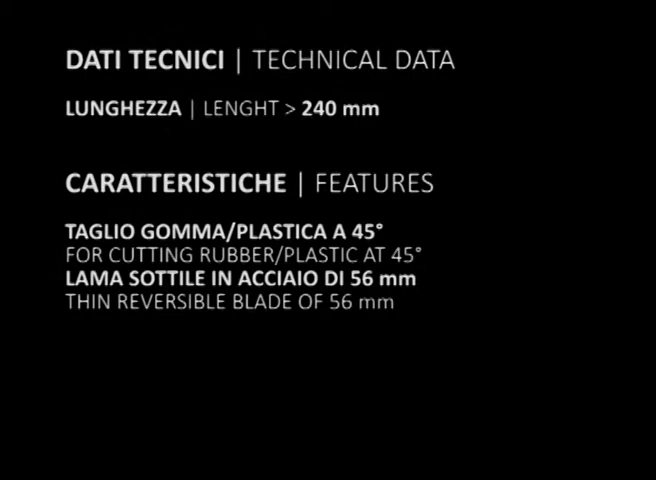 DATI TECNICI | TECHNICAL DATA
LUNGHEZZA | LENGHT > 240 mm
CARATTERISTICHE | FEATURES
TAGLIO GOMMA/PLASTICA A 45°
FOR CUTTING RUBBER/PLASTIC AT 45°
LAMA SOTTILE IN ACCIAIO DI 56 mm
THIN REVERSIBLE BLADE OF 56 mm